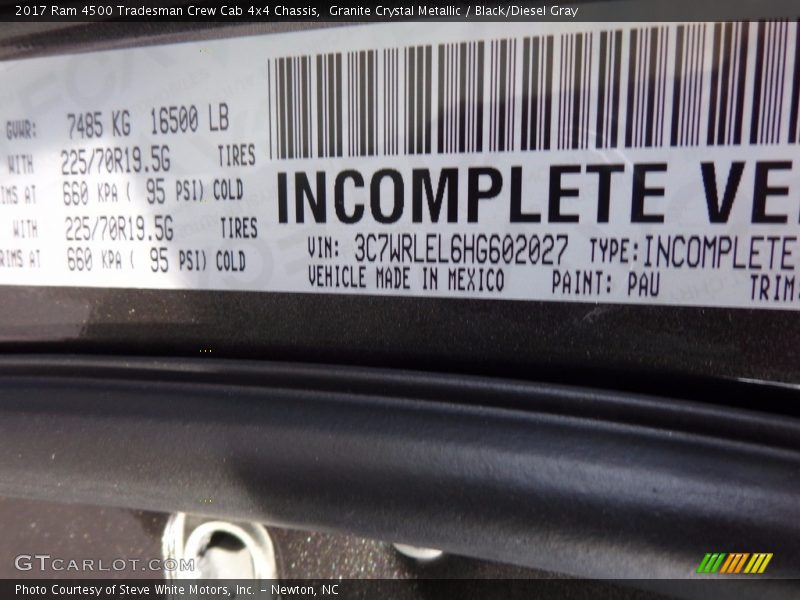 2017 Ram 4500 Tradesman Crew Cab 4x4 Chassis,  Granite Crystal Metallic / Black/Diesel Gray
GVWR: 7485 KG 16500 LB
WITH 225/70R19.5G TIRES
IMS AT 660 KPA ( 95 PSI) COLD
WITH 225/70R19.5G TIRES
RIMS AT 660 KPA ( 95 PSI) COLD
INCOMPLETE VE
VIN: 3C7WRLEL6HG602027 TYPE: INCOMPLETE
VEHICLE MADE IN MEXICO PAINT: PAU TRIM:
GTCARLOT.COM
Photo Courtesy of Steve White Motors, Inc. – Newton, NC